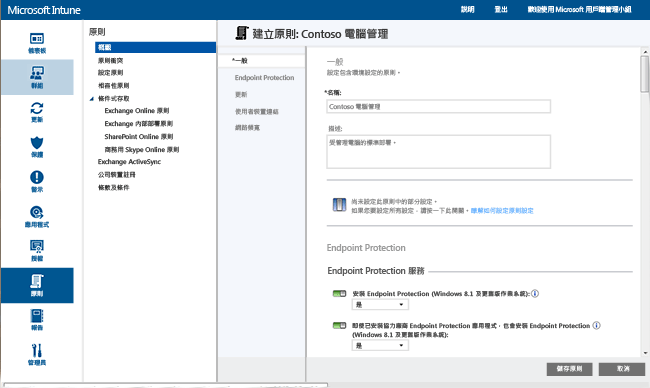 Microsoft Intune
說明
登出
歡迎使用 Microsoft 用戶端管理小組
儀表板
群組
更新
保護
警示
應用程式
授權
原則
報告
管理員
原則
概觀
原則衝突
設定原則
相容性原則
條件式存取
Exchange Online 原則
Exchange 內部部署原則
SharePoint Online 原則
商務用 Skype Online 原則
Exchange ActiveSync
公司裝置註冊
條款及條件
建立原則: Contoso 電腦管理
*一般
Endpoint Protection
更新
使用者裝置連結
網路頻寬
一般
設定包含環境設定的原則。
*名稱:
Contoso 電腦管理
描述:
受管理電腦的標準部署。
尚未設定此原則中的部分設定。
如果您要設定所有設定，請按一下此開關。瞭解如何設定原則設定
Endpoint Protection
Endpoint Protection 服務
安裝 Endpoint Protection (Windows 8.1 及更舊版作業系統):
是
即使已安裝協力廠商 Endpoint Protection 應用程式，也會安裝 Endpoint Protection
(Windows 8.1 及更舊版作業系統):
是
儲存原則
取消